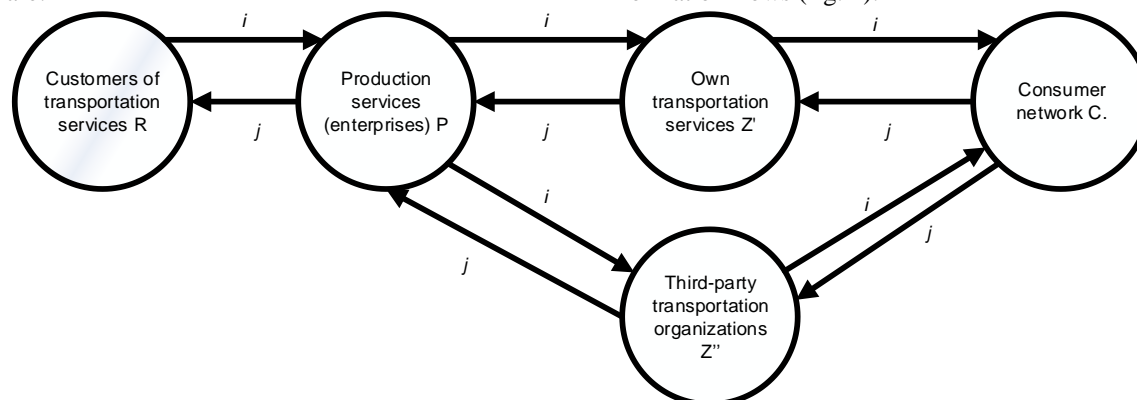 i
i
i
Customers of
transportation
services R
Production
services
(enterprises) P
Own
transportation
services Z'
Consumer
network C.
j
j
j
i
i
j
j
Third-party
transportation
organizations
Z’’